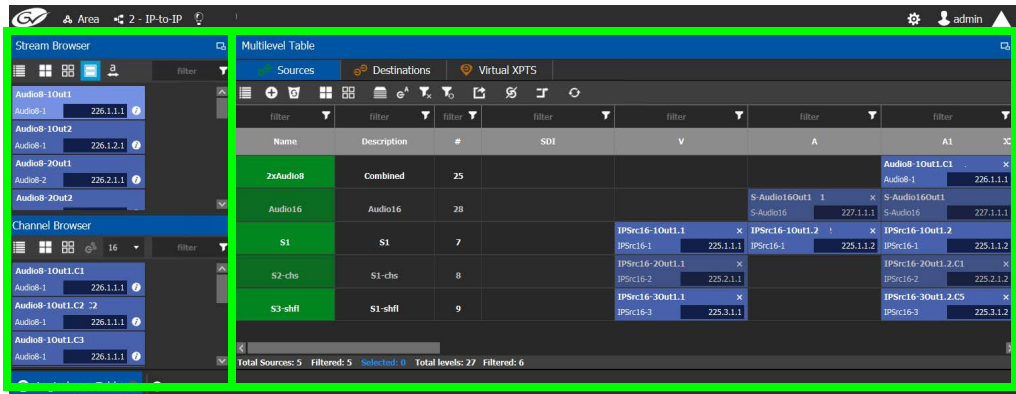 GV Area 2 - IP-to-IP admin
Stream Browser
a
filter
Audio8-1Out1
Audio8-1 226.1.1.1
Audio8-1Out2
Audio8-1 226.1.2.1
Audio8-2Out1
Audio8-2 226.2.1.1
Audio8-2Out2
Channel Browser
16 filter
Audio8-1Out1.C1
Audio8-1 226.1.1.1
Audio8-1Out1.C2
Audio8-1 226.1.1.1
Audio8-1Out1.C3
Audio8-1 226.1.1.1
Multilevel Table
Sources Destinations Virtual XPTS
filter filter filter filter filter filter filter
Name Description # SDI V A A1
2xAudio8 Combined 25 Audio8-1Out1.C1 ×
Audio8-1 226.1.1.1
Audio16 Audio16 28 S-Audio16Out1 1 × S-Audio16Out1
S-Audio16 227.1.1.1 S-Audio16 227.1.1.1
S1 S1 7 IPSrc16-1Out1.1 × IPSrc16-1Out1.2 × IPSrc16-1Out1.2
IPSrc16-1 225.1.1.1 IPSrc16-1 225.1.1.2 IPSrc16-1 225.1.1.2
S2-chs S1-chs 8 IPSrc16-2Out1.1 × IPSrc16-2Out1.2.C1 ×
IPSrc16-2 225.2.1.1 IPSrc16-2 225.2.1.2
S3-shfl S1-shfl 9 IPSrc16-3Out1.1 × IPSrc16-3Out1.2.C5 ×
IPSrc16-3 225.3.1.1 IPSrc16-3 225.3.1.2
Total Sources: 5 Filtered: 5 Selected: 0 Total levels: 27 Filtered: 6